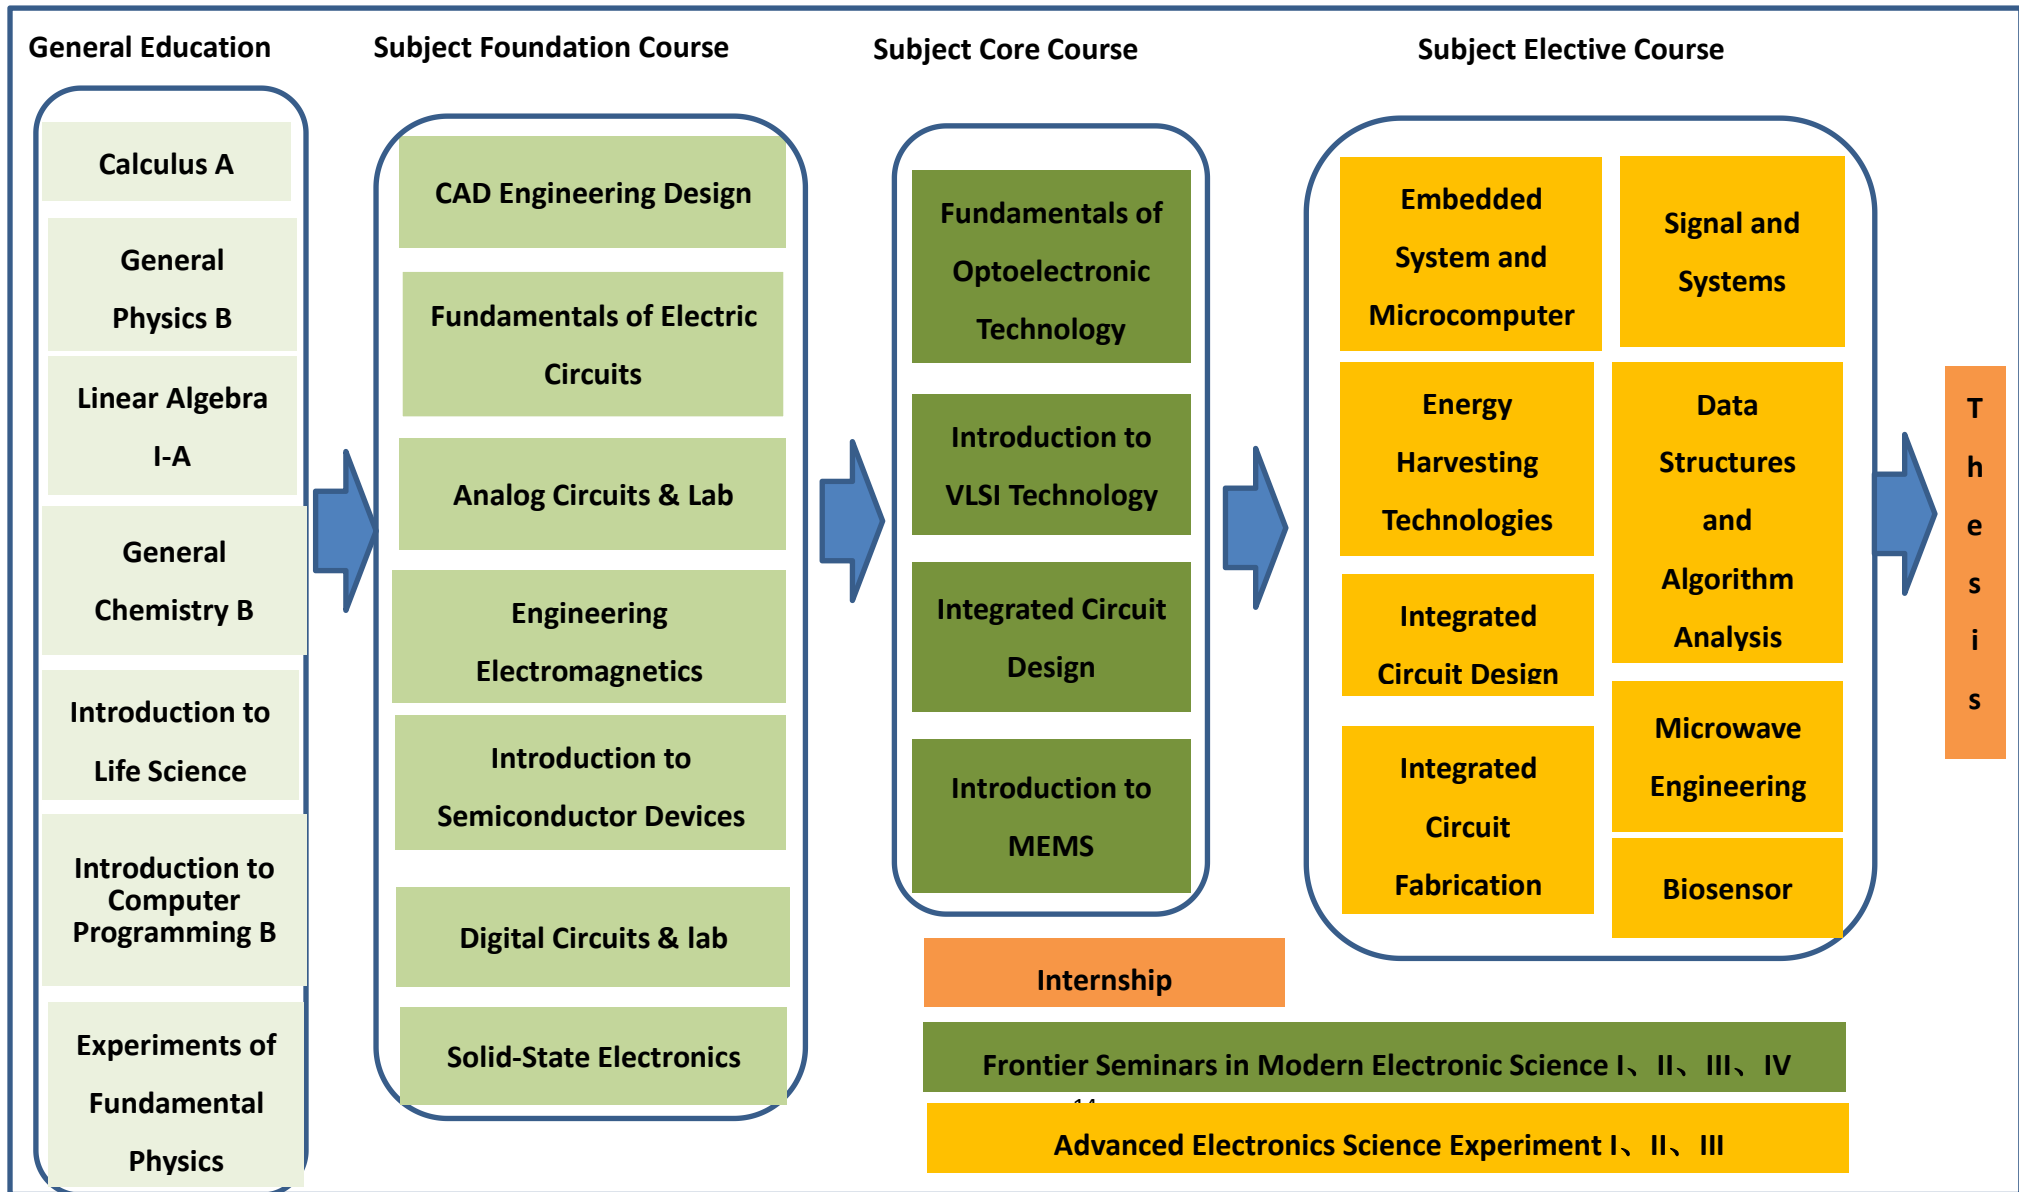 General Education
Subject Foundation Course
Subject Core Course
Subject Elective Course
Calculus A
General
Physics B
Linear Algebra
I-A
General
Chemistry B
Introduction to
Life Science
Introduction to
Computer
Programming B
Experiments of
Fundamental
Physics
CAD Engineering Design
Fundamentals of Electric
Circuits
Analog Circuits & Lab
Engineering
Electromagnetics
Introduction to
Semiconductor Devices
Digital Circuits & lab
Solid-State Electronics
Fundamentals of
Optoelectronic
Technology
Introduction to
VLSI Technology
Integrated Circuit
Design
Introduction to
MEMS
Embedded
System and
Microcomputer
Energy
Harvesting
Technologies
Integrated
Circuit Design
Integrated
Circuit
Fabrication
Signal and
Systems
Data
Structures
and
Algorithm
Analysis
Microwave
Engineering
Biosensor
T
h
e
s
i
s
Internship
Frontier Seminars in Modern Electronic Science I、II、III、IV
Advanced Electronics Science Experiment I、II、III